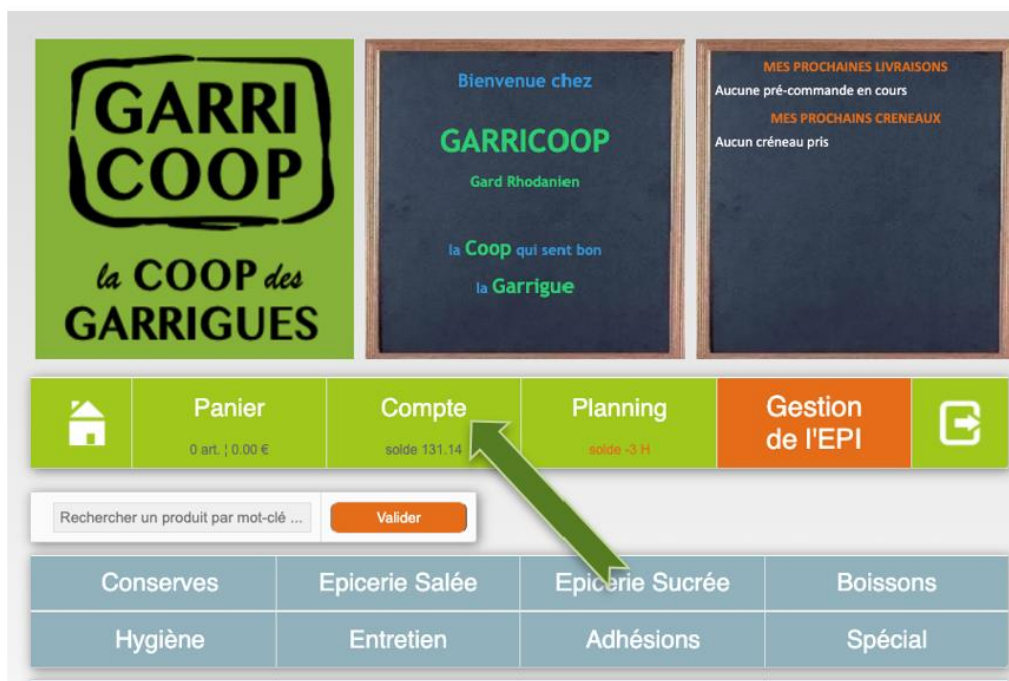 GARRI
COOP
la COOP des
GARRIGUES
Bienvenue chez
GARRICOOP
Gard Rhodanien
la Coop qui sent bon
la Garrigue
MES PROCHAINES LIVRAISONS
Aucune pré-commande en cours
MES PROCHAINS CRENEAUX
Aucun créneau pris
Panier
0 art. ¦ 0.00 €
Compte
solde 131.14
Planning
solde -3 H
Gestion
de l'EPI
Rechercher un produit par mot-clé ...
Valider
Conserves
Epicerie Salée
Epicerie Sucrée
Boissons
Hygiène
Entretien
Adhésions
Spécial